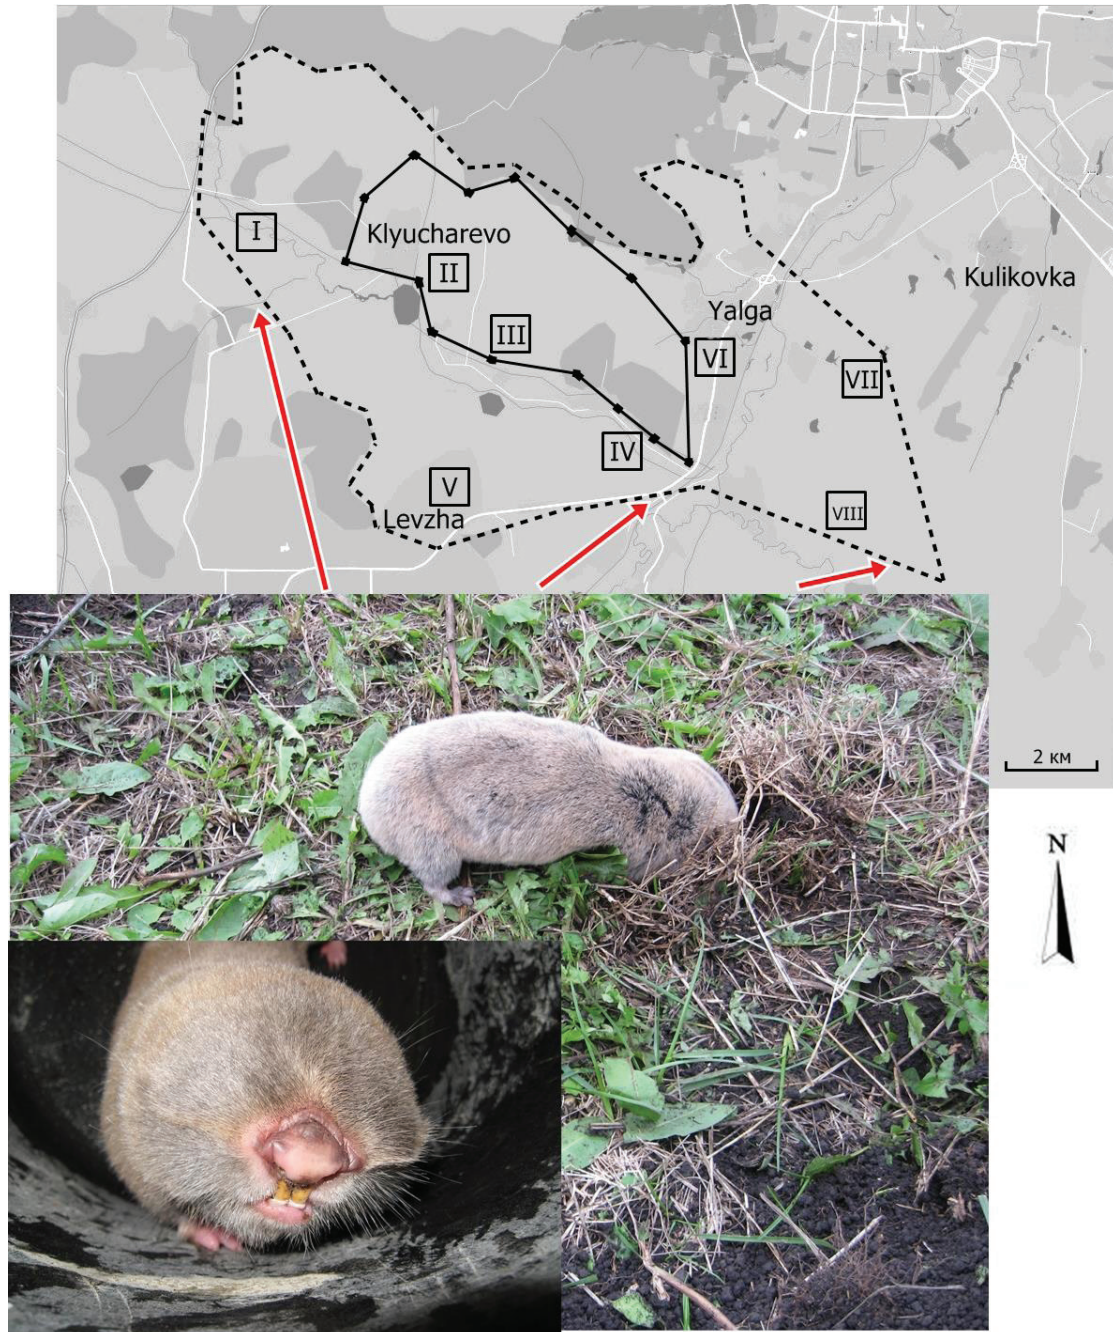 Klyucharevo
I
II
Kulikovka
Yalga
III
VI
VII
IV
V
Levzha
VIII
2 км
N